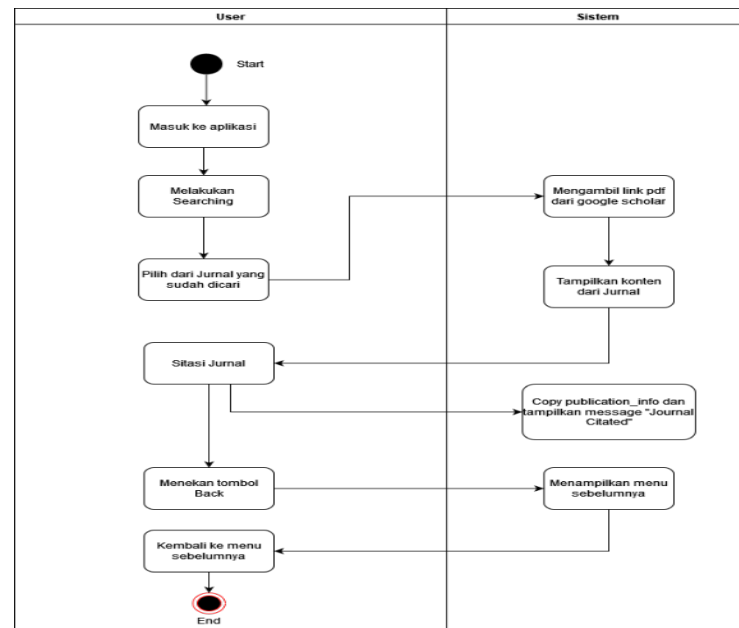 User
Sistem
Start
Masuk ke aplikasi
Melakukan
Searching
Mengambil link pdf
dari google scholar
Pilih dari Jurnal yang
sudah dicari
Tampilkan konten
dari Jurnal
Sitasi Jurnal
Copy publication_info dan
tampilkan message "Journal
Citated"
Menekan tombol
Back
Menampilkan menu
sebelumnya
Kembali ke menu
sebelumnya
End